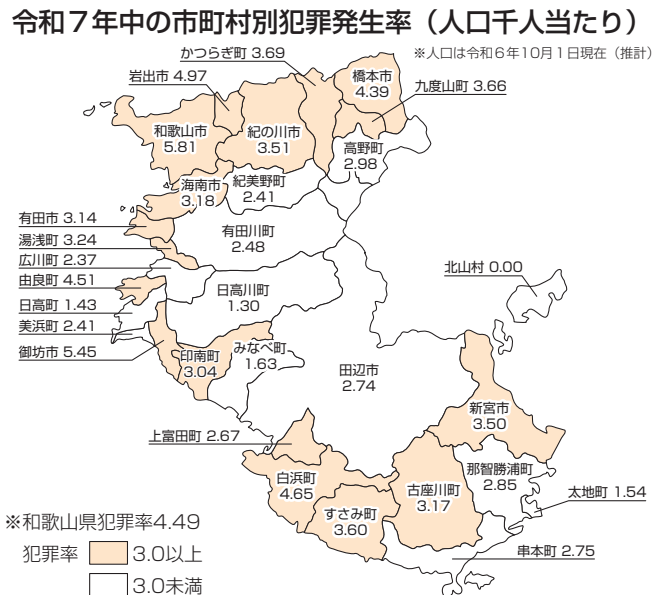 令和７年中の市町村別犯罪発生率（人口千人当たり）
※人口は令和６年10月１日現在（推計）
かつらぎ町 3.69
岩出市 4.97
橋本市
4.39
九度山町 3.66
和歌山市
5.81
紀の川市
3.51
高野町
2.98
海南市
3.18
紀美野町
2.41
有田市 3.14
湯浅町 3.24
広川町 2.37
由良町 4.51
日高町 1.43
美浜町 2.41
御坊市 5.45
有田川町
2.48
日高川町
1.30
北山村 0.00
印南町
3.04
みなべ町
1.63
田辺市
2.74
新宮市
3.50
上富田町 2.67
白浜町
4.65
すさみ町
3.60
古座川町
3.17
那智勝浦町
2.85
太地町 1.54
串本町 2.75
※和歌山県犯罪率4.49
犯罪率
3.0以上
3.0未満